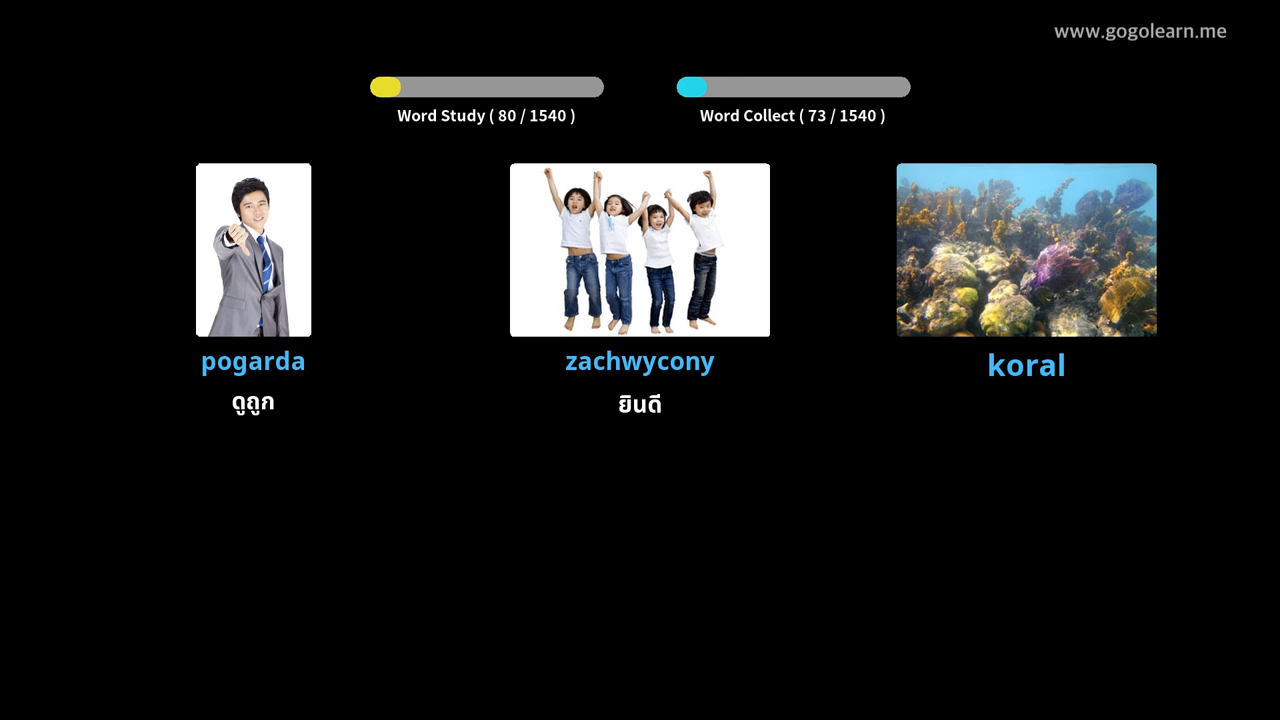 www.gogolearn.me
Word Study ( 80 / 1540 )
Word Collect ( 73 / 1540 )
pogarda
ดูถูก
zachwycony
ยินดี
koral